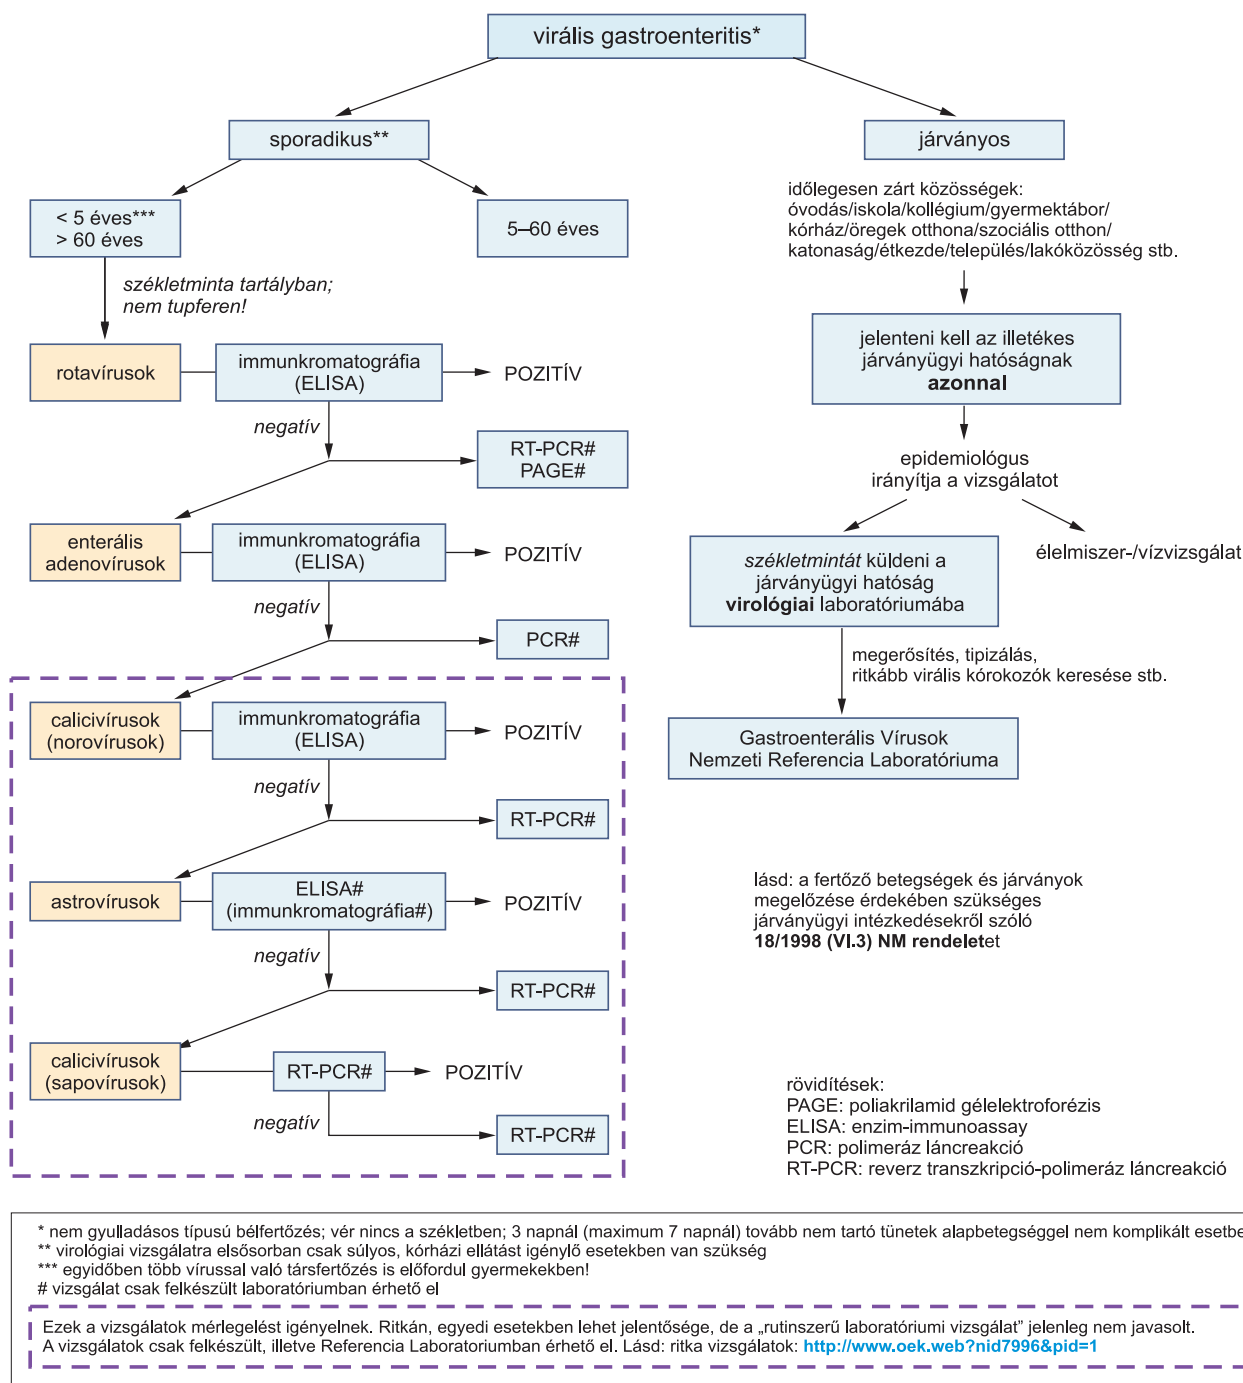 virális gastroenteritis*
sporadikus**
járványos
< 5 éves***
> 60 éves
5–60 éves
időlegesen zárt közösségek:
óvodás/iskola/kollégium/gyermektábor/
kórház/öregek otthona/szociális otthon/
katonaság/étkezde/település/lakóközösség stb.
székletminta tartályban;
nem tupferen!
rotavírusok
immunkromatográfia
(ELISA)
POZITÍV
negatív
RT-PCR#
PAGE#
enterális
adenovírusok
immunkromatográfia
(ELISA)
POZITÍV
negatív
PCR#
calicivírusok
(norovírusok)
immunkromatográfia
(ELISA)
POZITÍV
negatív
RT-PCR#
astrovírusok
ELISA#
(immunkromatográfia#)
POZITÍV
negatív
RT-PCR#
calicivírusok
(sapovírusok)
RT-PCR#
POZITÍV
negatív
RT-PCR#
jelenteni kell az illetékes
járványügyi hatóságnak
azonnal
epidemiológus
irányítja a vizsgálatot
székletmintát küldeni a
járványügyi hatóság
virológiai laboratóriumába
élelmiszer-/vízvizsgálat
megerősítés, tipizálás,
ritkább virális kórokozók keresése stb.
Gastroenterális Vírusok
Nemzeti Referencia Laboratóriuma
lásd: a fertőző betegségek és járványok
megelőzése érdekében szükséges
járványügyi intézkedésekről szóló
18/1998 (VI.3) NM rendeletet
rövidítések:
PAGE: poliakrilamid gélelektroforézis
ELISA: enzim-immunoassay
PCR: polimeráz láncreakció
RT-PCR: reverz transzkripció-polimeráz láncreakció
* nem gyulladásos típusú bélfertőzés; vér nincs a székletben; 3 napnál (maximum 7 napnál) tovább nem tartó tünetek alapbetegséggel nem komplikált esetbe
** virológiai vizsgálatra elsősorban csak súlyos, kórházi ellátást igénylő esetekben van szükség
*** egyidőben több vírussal való társfertőzés is előfordul gyermekekben!
# vizsgálat csak felkészült laboratóriumban érhető el
Ezek a vizsgálatok mérlegelést igényelnek. Ritkán, egyedi esetekben lehet jelentősége, de a „rutinszerű laboratóriumi vizsgálat” jelenleg nem javasolt.
A vizsgálatok csak felkészült, illetve Referencia Laboratoriumban érhető el. Lásd: ritka vizsgálatok: http://www.oek.web?nid7996&pid=1